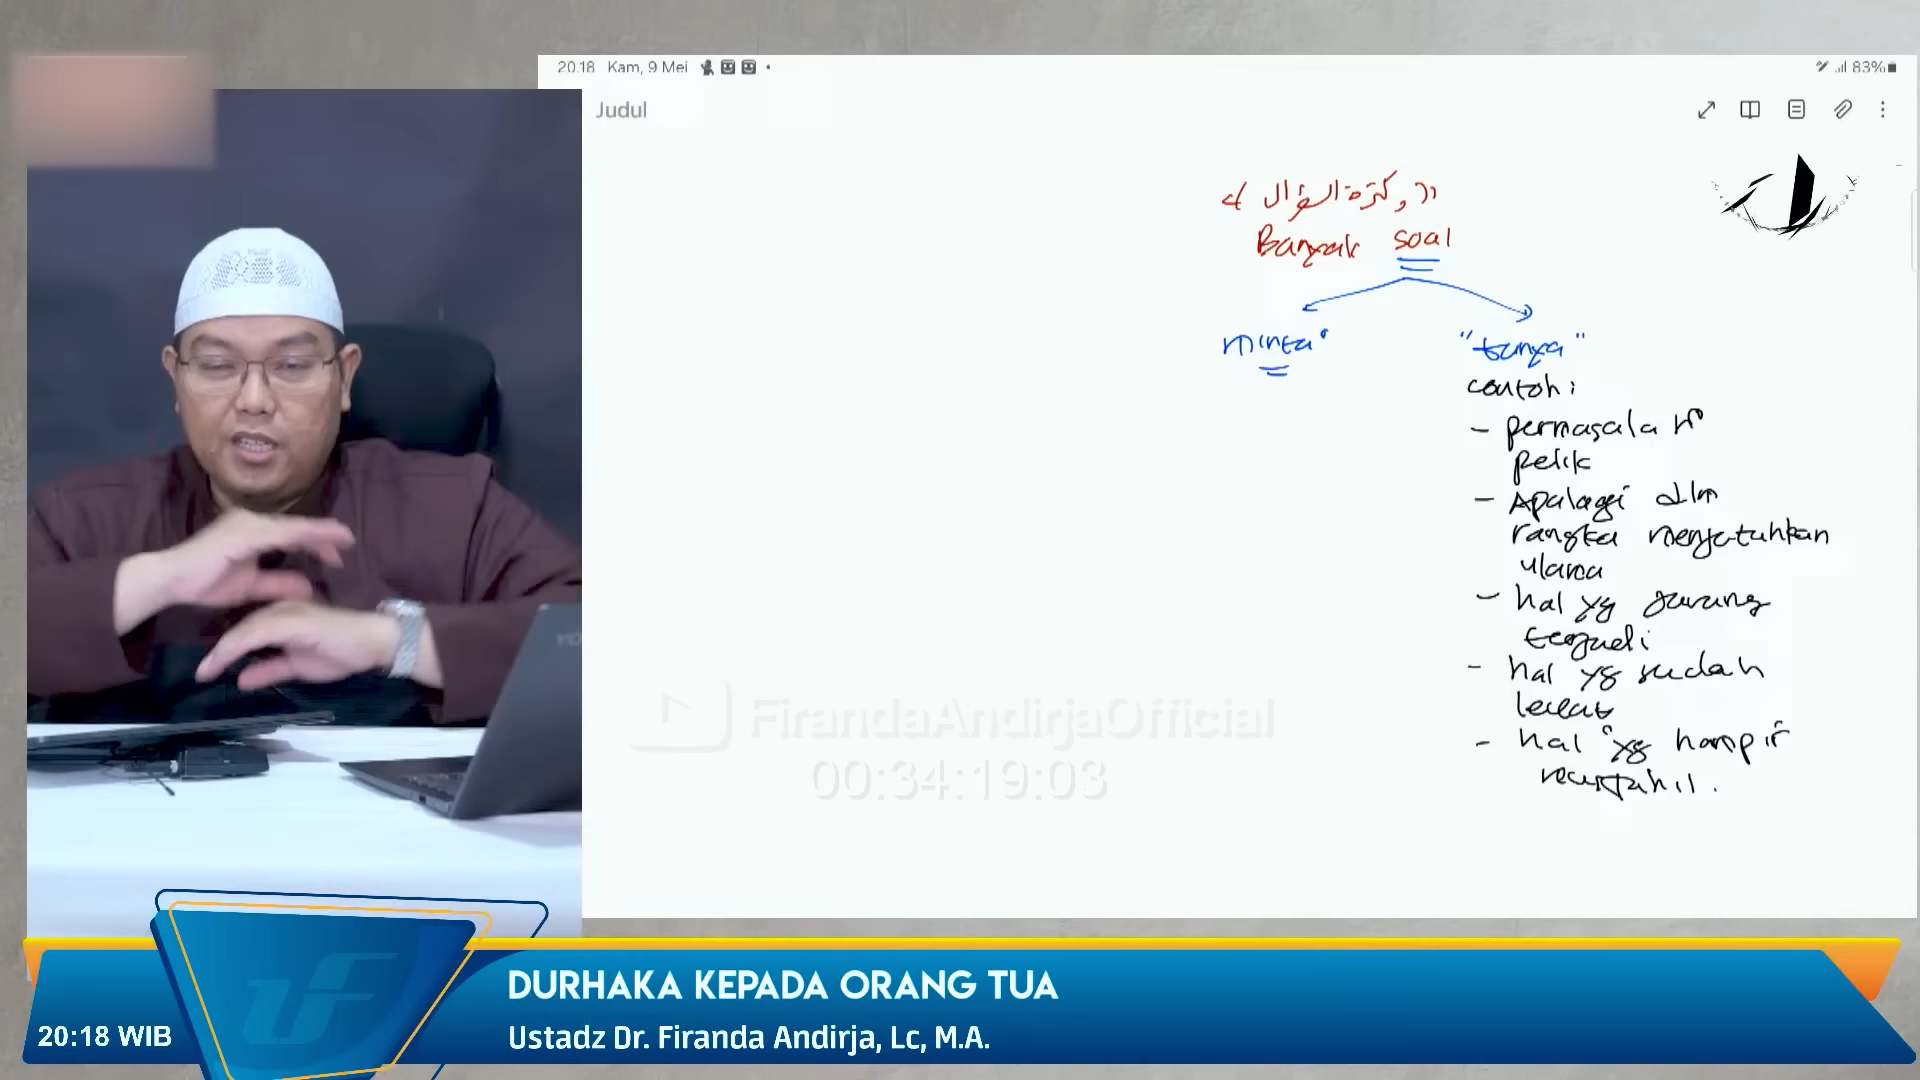 20.18 Kam, 9 Mei
83%
Judul
(( وكثرة السؤال ))
Banyak soal
minta"
"tanya"
contoh:
- permasala n²
pelik
- Apalagi dlm
rangka menjatuhkan
ulama
- hal yg jarang
terjadi
- hal yg sudah
lewat
- hal "yg hampir
mustahil.
FirandaAndirjaOfficial
00:34:19:03
DURHAKA KEPADA ORANG TUA
20:18 WIB
Ustadz Dr. Firanda Andirja, Lc, M.A.